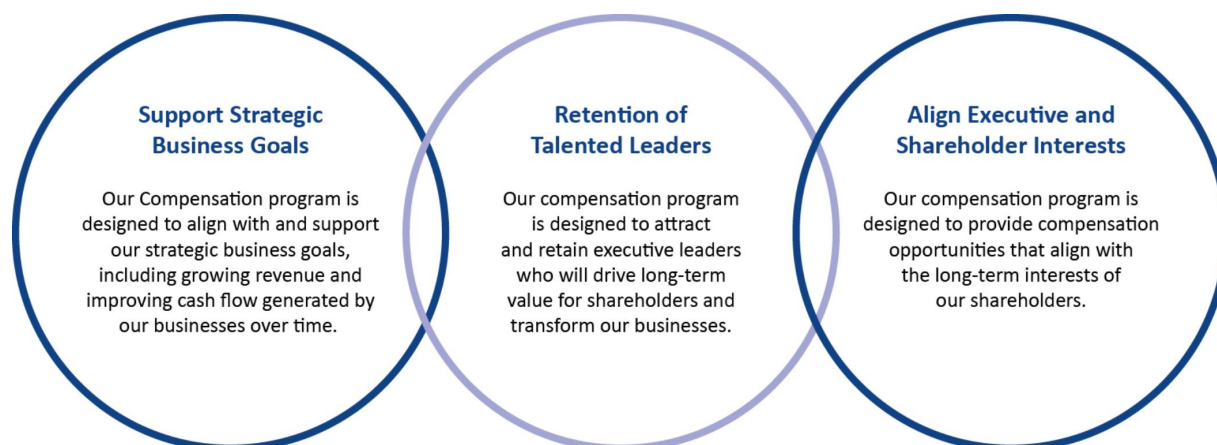 Support Strategic
Business Goals
Our Compensation program is
designed to align with and support
our strategic business goals,
including growing revenue and
improving cash flow generated by
our businesses over time.
Retention of
Talented Leaders
Our compensation program
is designed to attract
and retain executive leaders
who will drive long-term
value for shareholders and
transform our businesses.
Align Executive and
Shareholder Interests
Our compensation program is
designed to provide compensation
opportunities that align with
the long-term interests of
our shareholders.